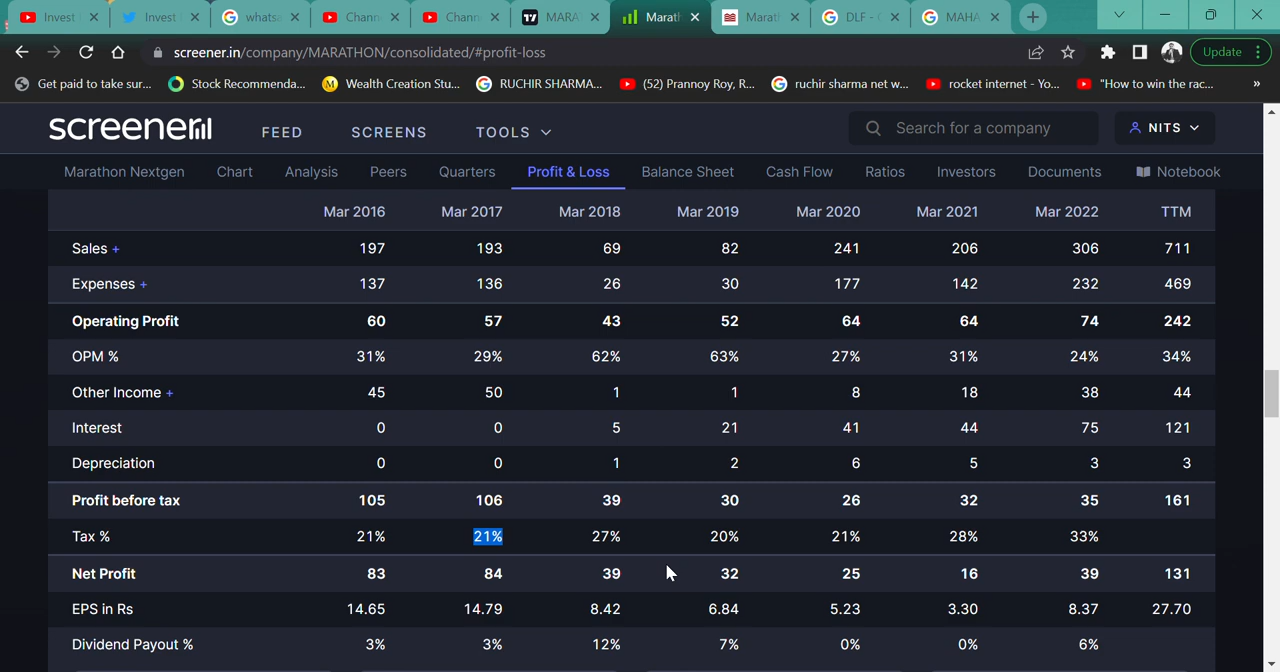 Invest
Invest
whatsa
Chann
Chann
MARA
Marath
Marath
DLF - C
MAHA
screener.in/company/MARATHON/consolidated/#profit-loss
Update
Get paid to take sur...
Stock Recommenda...
Wealth Creation Stu...
RUCHIR SHARMA...
(52) Prannoy Roy, R...
ruchir sharma net w...
rocket internet - Yo...
"How to win the rac...
»
screener
FEED
SCREENS
TOOLS
Search for a company
NITS
Marathon Nextgen
Chart
Analysis
Peers
Quarters
Profit & Loss
Balance Sheet
Cash Flow
Ratios
Investors
Documents
Notebook
Mar 2016 Mar 2017 Mar 2018 Mar 2019 Mar 2020 Mar 2021 Mar 2022 TTM
Sales + 197 193 69 82 241 206 306 711
Expenses + 137 136 26 30 177 142 232 469
Operating Profit 60 57 43 52 64 64 74 242
OPM % 31% 29% 62% 63% 27% 31% 24% 34%
Other Income + 45 50 1 1 8 18 38 44
Interest 0 0 5 21 41 44 75 121
Depreciation 0 0 1 2 6 5 3 3
Profit before tax 105 106 39 30 26 32 35 161
Tax % 21% 21% 27% 20% 21% 28% 33%
Net Profit 83 84 39 32 25 16 39 131
EPS in Rs 14.65 14.79 8.42 6.84 5.23 3.30 8.37 27.70
Dividend Payout % 3% 3% 12% 7% 0% 0% 6%